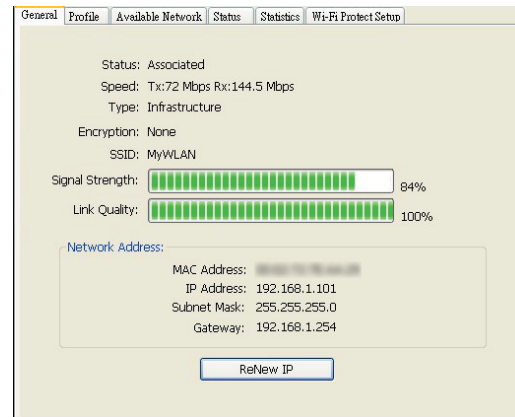 General Profile Available Network Status Statistics Wi-Fi Protect Setup
Status: Associated
Speed: Tx:72 Mbps Rx:144.5 Mbps
Type: Infrastructure
Encryption: None
SSID: MyWLAN
Signal Strength: 84%
Link Quality: 100%
Network Address:
MAC Address:
IP Address: 192.168.1.101
Subnet Mask: 255.255.255.0
Gateway: 192.168.1.254
ReNew IP